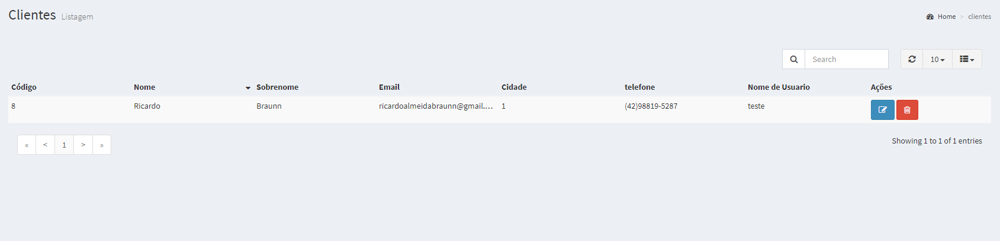 Clientes Listagem
Home > clientes
Search
10
Código Nome Sobrenome Email Cidade telefone Nome de Usuario Ações
8 Ricardo Braunn ricardoalmeidabraunn@gmail.... 1 (42)98819-5287 teste
« < 1 > »
Showing 1 to 1 of 1 entries